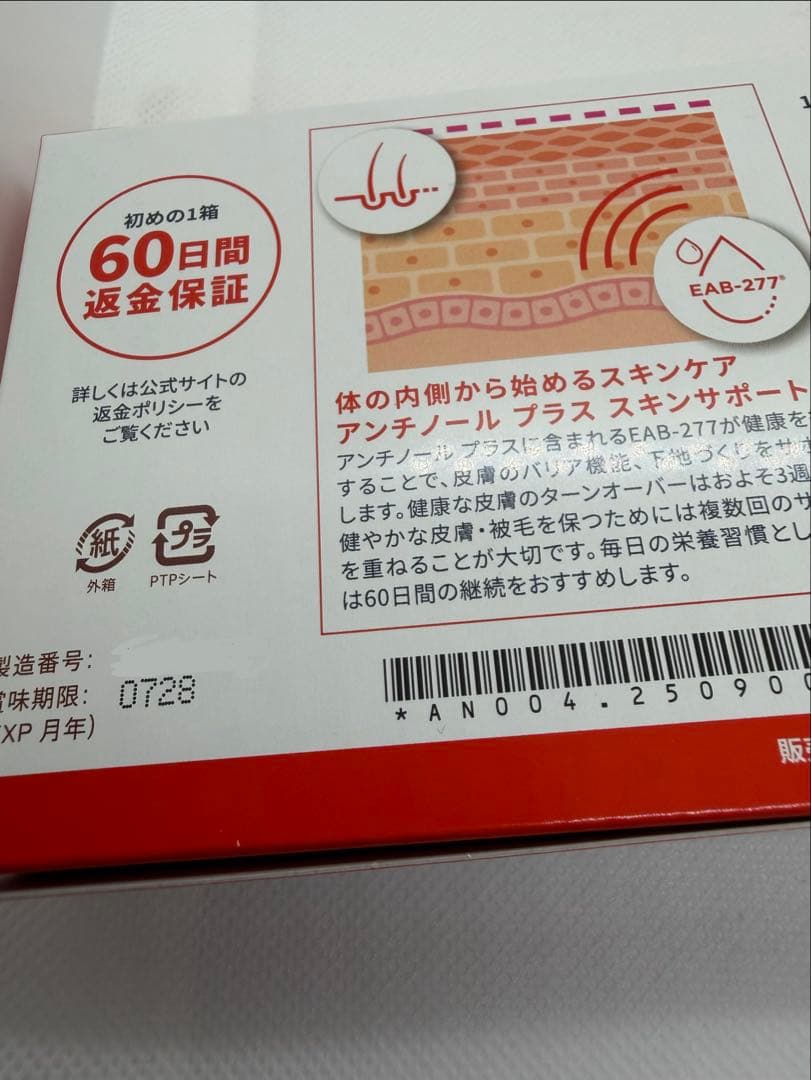 初めの1箱
60日間
返金保証
詳しくは公式サイトの
返金ポリシーを
ご覧ください
紙
外箱
プラ
PTPシート
製造番号:
賞味期限: 0728
XP 月年)
EAB-277®
体の内側から始めるスキンケア
アンチノール プラス スキンサポート
アンチノール プラスに含まれるEAB-277が健康を
することで、皮膚のバリア機能、下地づくりをサポ
します。健康な皮膚のターンオーバーはおよそ3週
健やかな皮膚・被毛を保つためには複数回のサ
を重ねることが大切です。毎日の栄養習慣とし
は60日間の継続をおすすめします。
*AN004.250900
販売